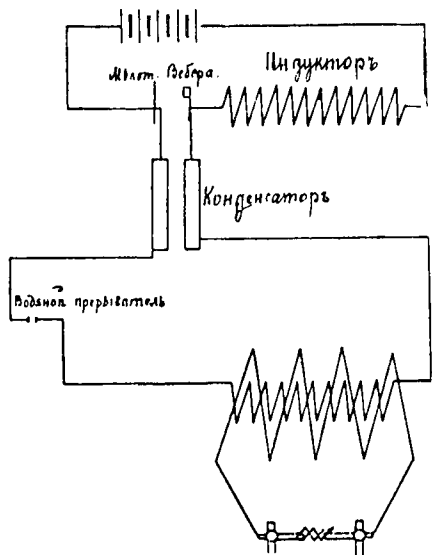 Индукторъ
Молот. Вебера.
Конденсаторъ
Водяной прерыватель